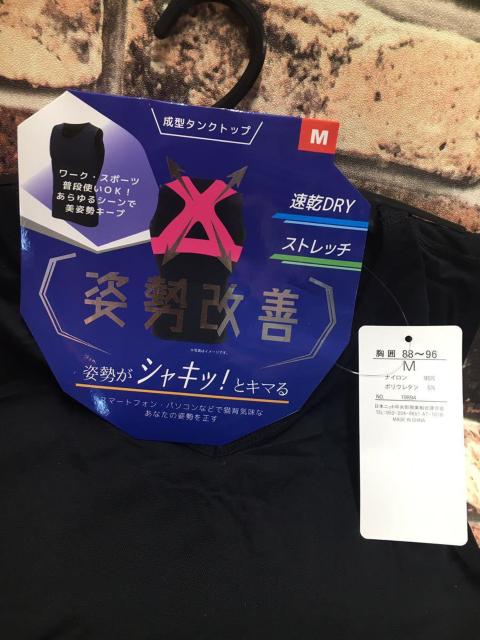 成型タンクトップ
M
ワーク・スポーツ
普段使いOK!
あらゆるシーンで
美姿勢キープ
速乾DRY
ストレッチ
姿勢改善
姿勢が シャキッ!とキマる
スマートフォン・パソコンなどで猫背気味な
あなたの姿勢を正す
胸囲 88〜96
M
ナイロン 95%
ポリウレタン 5%
NO. 19894
MADE IN CHINA